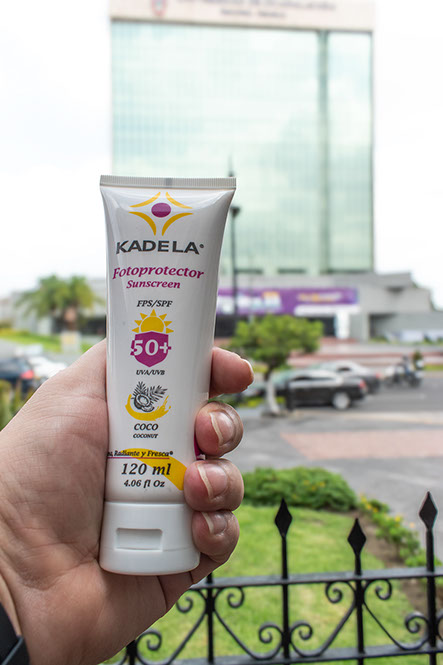 KADELA®
Fotoprotector
Sunscreen
FPS/SPF
50+
UVA/UVB
COCO
COCONUT
Radiante y Fresca®
120 ml
4.06 fl Oz